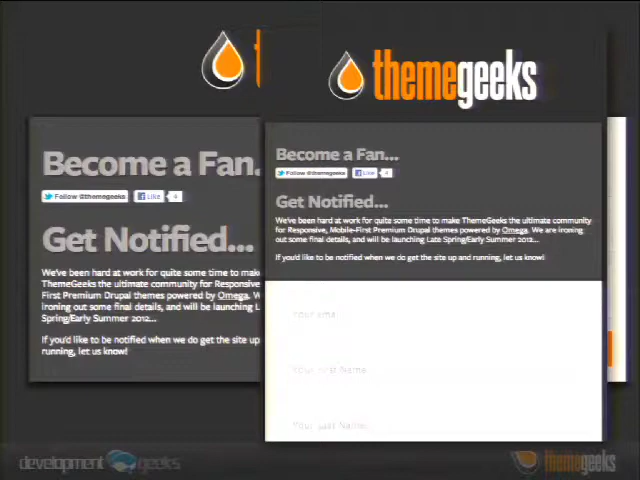 themegeeks
Become a Fan.
Follow @themegeeks
Like
Get Notified...
We've been hard at work for quite some time to make
ThemeGeeks the ultimate community for Responsive
First Premium Drupal themes powered by Omega. W
ironing out some final details, and will be launching L
Spring/Early Summer 2012...
If you'd like to be notified when we do get the site up
running, let us know!
Become a Fan...
Follow @themegeeks
Like
Get Notified...
We've been hard at work for quite some time to make ThemeGeeks the ultimate community
for Responsive, Mobile-First Premium Drupal themes powered by Omega. We are ironing
out some final details, and will be launching Late Spring/Early Summer 2012...
If you'd like to be notified when we do get the site up and running, let us know!
Your email
Your First Name
Your Last Name
developmentgeeks
themegeeks